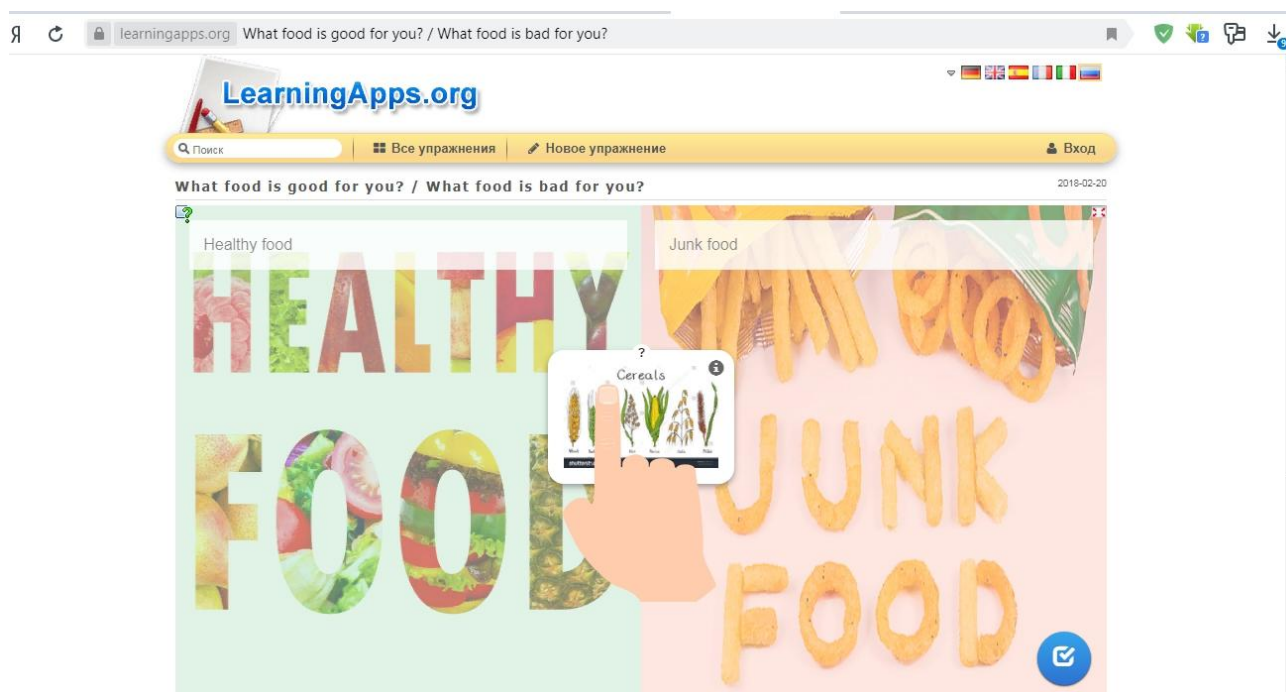 Я learningapps.org What food is good for you? / What food is bad for you?
LearningApps.org
Поиск Все упражнения Новое упражнение Вход
What food is good for you? / What food is bad for you? 2018-02-20
Healthy food Junk food
HEALTHY
FOOD
JUNK
FOOD
?
Cereals